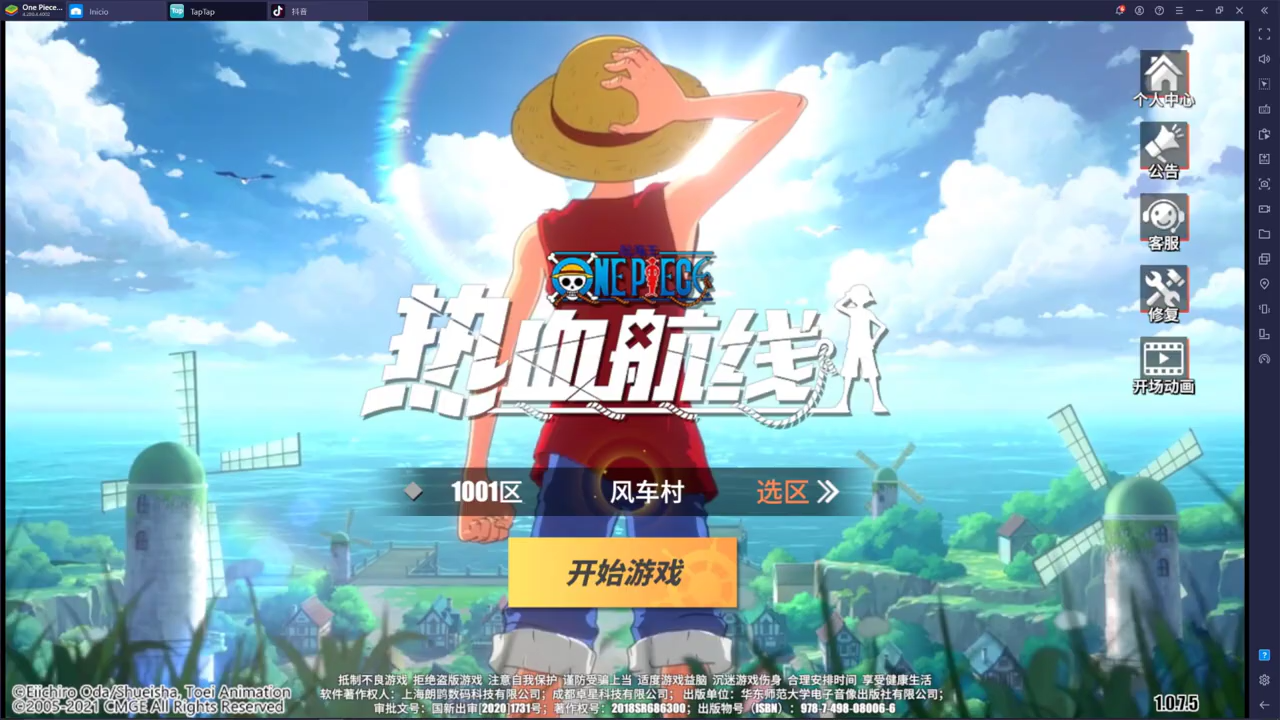 One Piece...
4.280.0.4002
Início
TapTap
抖音
个人中心
公告
客服
修复
开场动画
航海王
ONE PIECE
热血航线
1001区
风车村
选区
开始游戏
抵制不良游戏 拒绝盗版游戏 注意自我保护 谨防受骗上当 适度游戏益脑 沉迷游戏伤身 合理安排时间 享受健康生活
©Eiichiro Oda/Shueisha, Toei Animation
软件著作权人：上海朗鹍数码科技有限公司；成都卓星科技有限公司； 出版单位：华东师范大学电子音像出版社有限公司；
©2005-2021 CMGE All Rights Reserved
审批文号：国新出审[2020]1731号；著作权号：2018SR686300；出版物号（ISBN）：978-7-498-08006-6
1.0.7.5